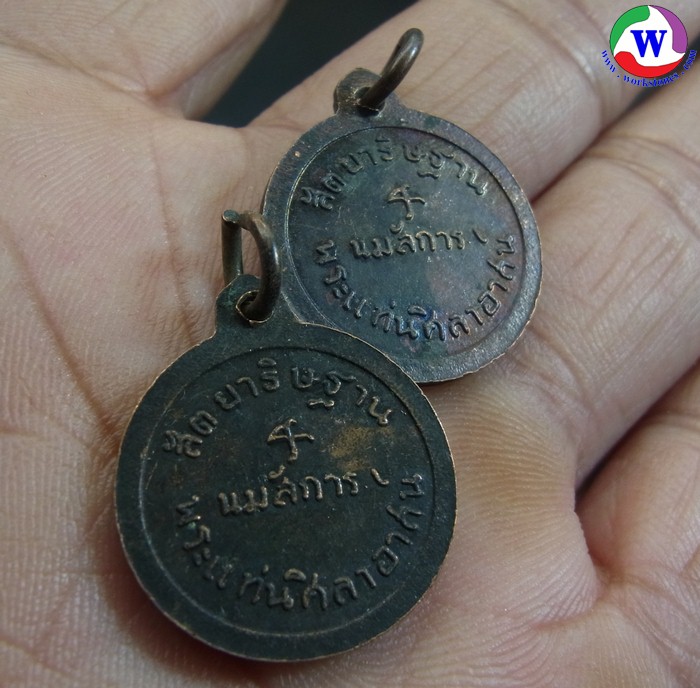 W
สัตยาธิษฐาน
นมัสการ
พระแท่นศิลาอาสน
สัตยาธิษฐาน
นมัสการ
พระแท่นศิลาอาสน